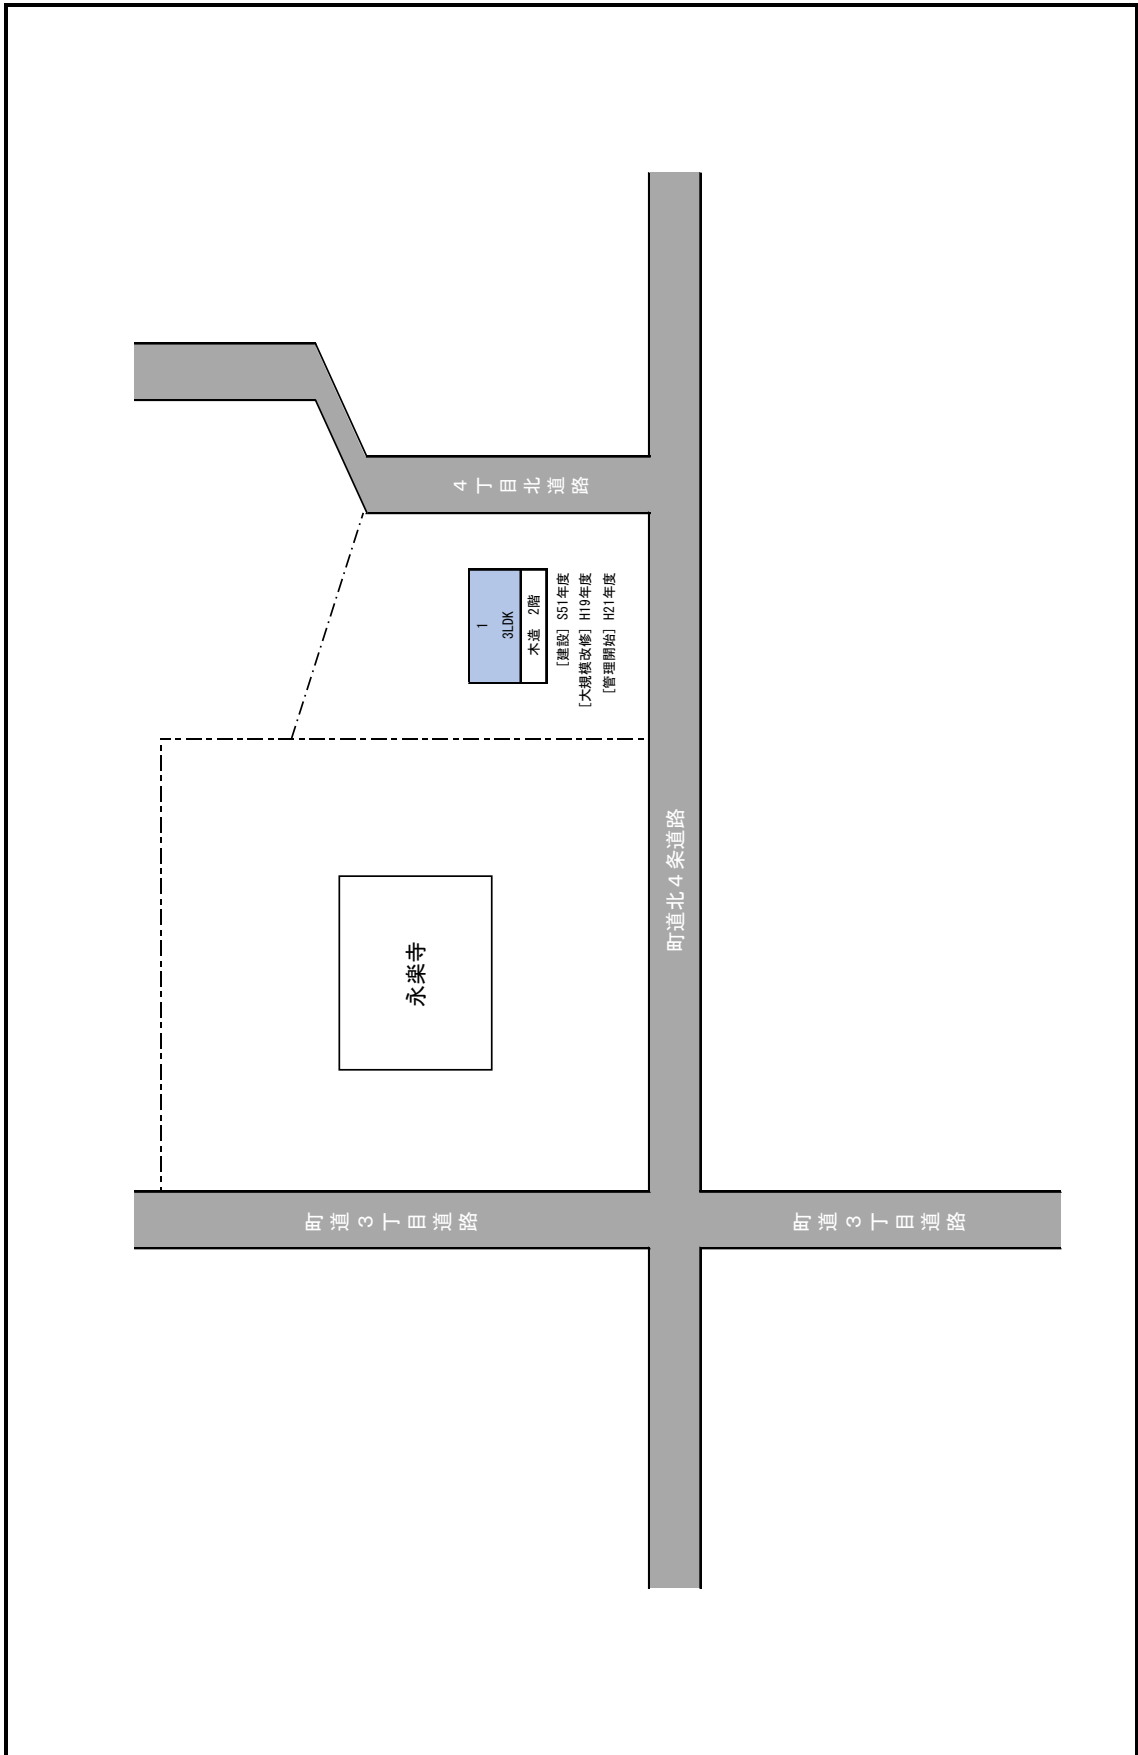 4丁目北道路
1
3LDK
木造 2階
[建設] S51年度
[大規模改修] H19年度
[管理開始] H21年度
町道北4条道路
永楽寺
町道3丁目道路
町道3丁目道路